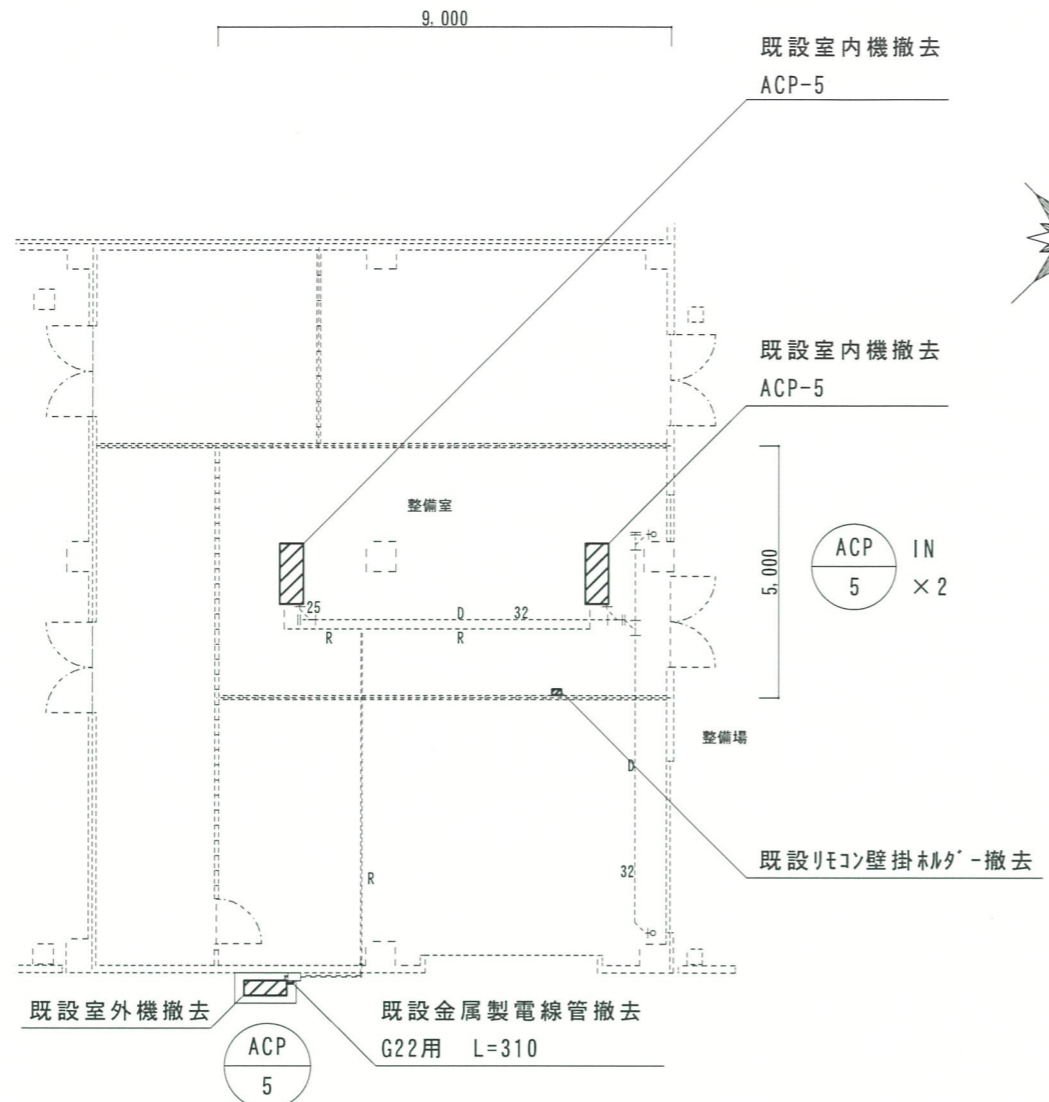 9,000
既設室内機撤去
ACP-5
既設室内機撤去
ACP-5
整備室
ACP
5
IN
×2
5,000
25
D
32
R
R
整備場
D
既設リモコン壁掛ホルダー撤去
32
R
既設室外機撤去
既設金属製電線管撤去
G22用 L=310
ACP
5